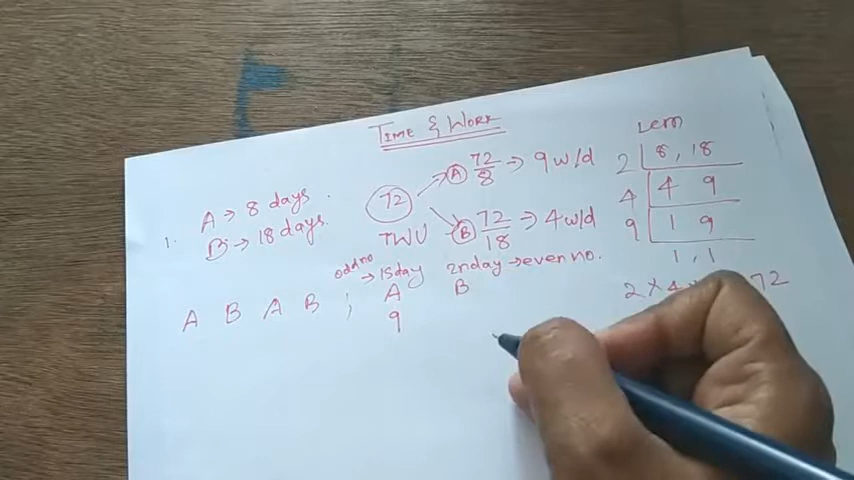 Time & Work
1. A → 8 days.
B → 18 days.
72
TWU
A 72/8 → 9 w/d
B 72/18 → 4 w/d
Lcm
2 8, 18
4 4 9
9 1 9
1, 1
2 × 4 72
odd no → 1st day 2nd day → even no.
A B A B ; A B
9